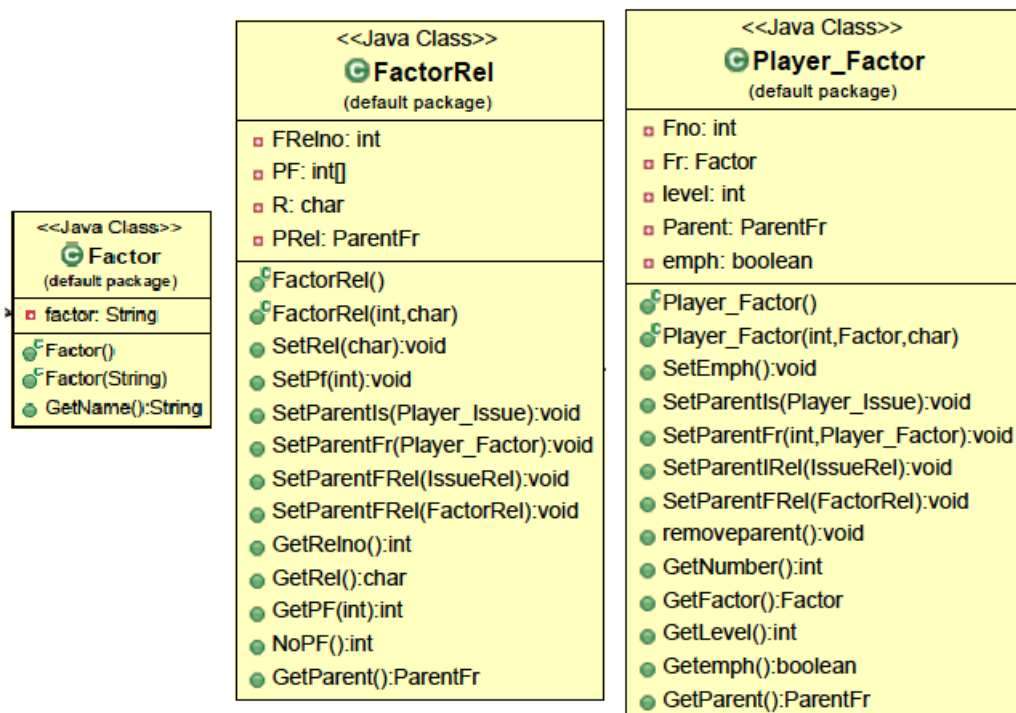 <<Java Class>>
Factor
(default package)
factor: String
Factor()
Factor(String)
GetName():String
<<Java Class>>
FactorRel
(default package)
FRelno: int
PF: int[]
R: char
PRel: ParentFr
FactorRel()
FactorRel(int,char)
SetRel(char):void
SetPf(int):void
SetParentIs(Player_Issue):void
SetParentFr(Player_Factor):void
SetParentFRel(IssueRel):void
SetParentFRel(FactorRel):void
GetRelno():int
GetRel():char
GetPF(int):int
NoPF():int
GetParent():ParentFr
<<Java Class>>
Player_Factor
(default package)
Fno: int
Fr: Factor
level: int
Parent: ParentFr
emph: boolean
Player_Factor()
Player_Factor(int,Factor,char)
SetEmph():void
SetParentIs(Player_Issue):void
SetParentFr(int,Player_Factor):void
SetParentIRel(IssueRel):void
SetParentFRel(FactorRel):void
removeparent():void
GetNumber():int
GetFactor():Factor
GetLevel():int
Getemph():boolean
GetParent():ParentFr